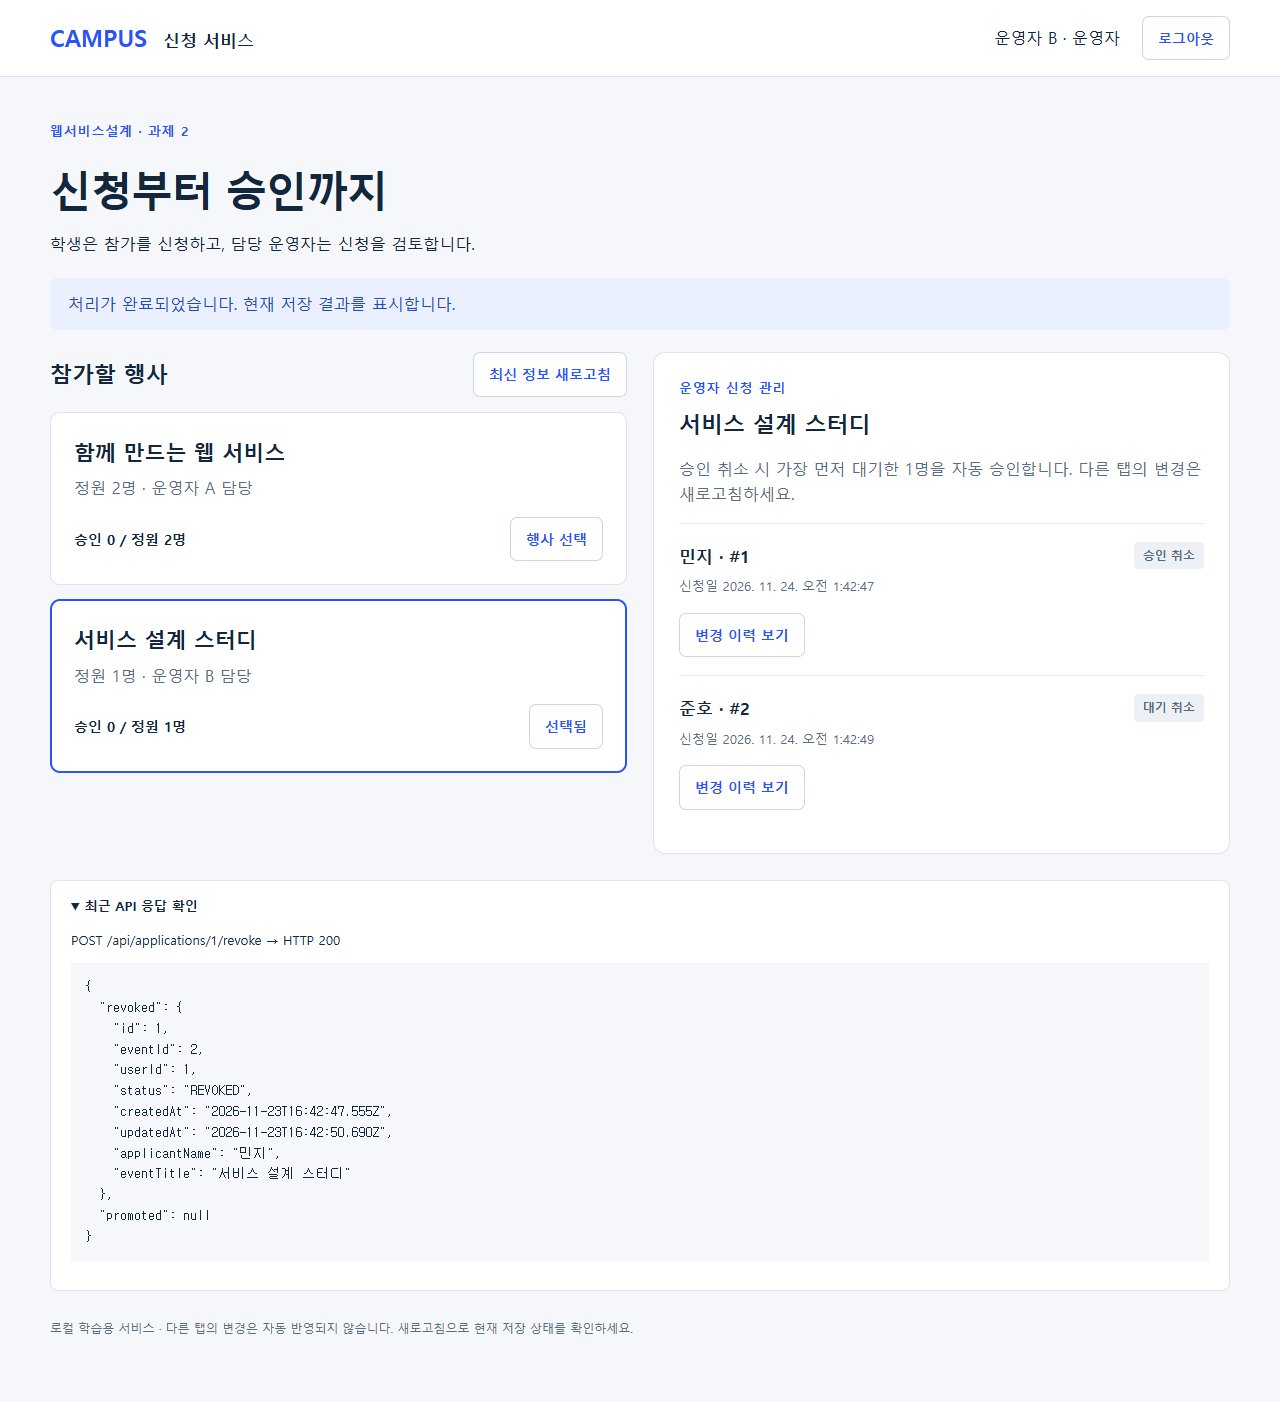 CAMPUS 신청 서비스
운영자 B · 운영자
로그아웃
웹서비스설계 · 과제 2
신청부터 승인까지
학생은 참가를 신청하고, 담당 운영자는 신청을 검토합니다.
처리가 완료되었습니다. 현재 저장 결과를 표시합니다.
참가할 행사
최신 정보 새로고침
함께 만드는 웹 서비스
정원 2명 · 운영자 A 담당
승인 0 / 정원 2명
행사 선택
서비스 설계 스터디
정원 1명 · 운영자 B 담당
승인 0 / 정원 1명
선택됨
운영자 신청 관리
서비스 설계 스터디
승인 취소 시 가장 먼저 대기한 1명을 자동 승인합니다. 다른 탭의 변경은
새로고침하세요.
민지 · #1
승인 취소
신청일 2026. 11. 24. 오전 1:42:47
변경 이력 보기
준호 · #2
대기 취소
신청일 2026. 11. 24. 오전 1:42:49
변경 이력 보기
▼ 최근 API 응답 확인
POST /api/applications/1/revoke → HTTP 200
{
"revoked": {
"id": 1,
"eventId": 2,
"userId": 1,
"status": "REVOKED",
"createdAt": "2026-11-23T16:42:47.555Z",
"updatedAt": "2026-11-23T16:42:50.690Z",
"applicantName": "민지",
"eventTitle": "서비스 설계 스터디"
},
"promoted": null
}
로컬 학습용 서비스 · 다른 탭의 변경은 자동 반영되지 않습니다. 새로고침으로 현재 저장 상태를 확인하세요.